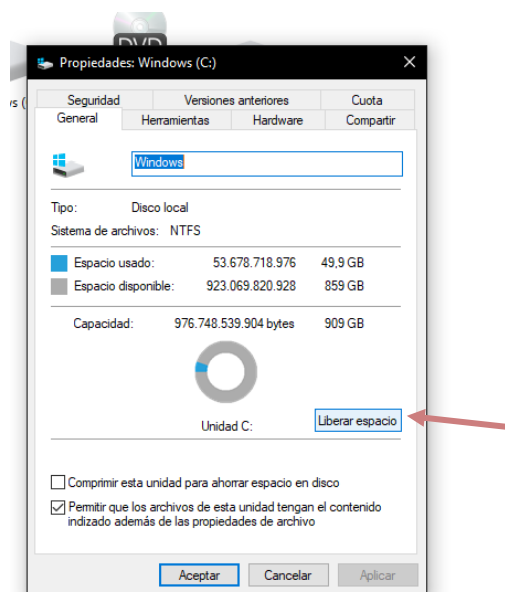 DVD
Propiedades: Windows (C:)
Seguridad Versiones anteriores Cuota
General Herramientas Hardware Compartir
Windows
Tipo: Disco local
Sistema de archivos: NTFS
Espacio usado: 53.678.718.976 49,9 GB
Espacio disponible: 923.069.820.928 859 GB
Capacidad: 976.748.539.904 bytes 909 GB
Unidad C:
Liberar espacio
Comprimir esta unidad para ahorrar espacio en disco
Permitir que los archivos de esta unidad tengan el contenido
indizado además de las propiedades de archivo
Aceptar Cancelar Aplicar